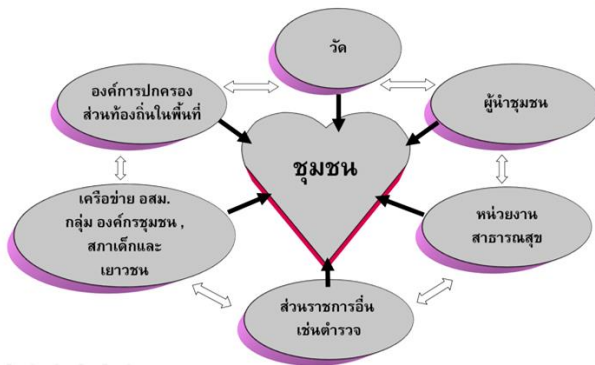 วัด
องค์การปกครอง
ส่วนท้องถิ่นในพื้นที่
ผู้นำชุมชน
ชุมชน
เครือข่าย อสม.
กลุ่ม องค์กรชุมชน ,
สภาเด็กและ
เยาวชน
หน่วยงาน
สาธารณสุข
ส่วนราชการอื่น
เช่นตำรวจ